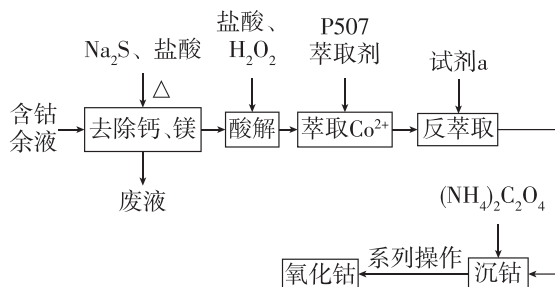 Na₂S、盐酸
△
盐酸、
H₂O₂
P507
萃取剂
试剂a
含钴
余液
去除钙、镁
酸解
萃取Co²⁺
反萃取
废液
(NH₄)₂C₂O₄
氧化钴
系列操作
沉钴